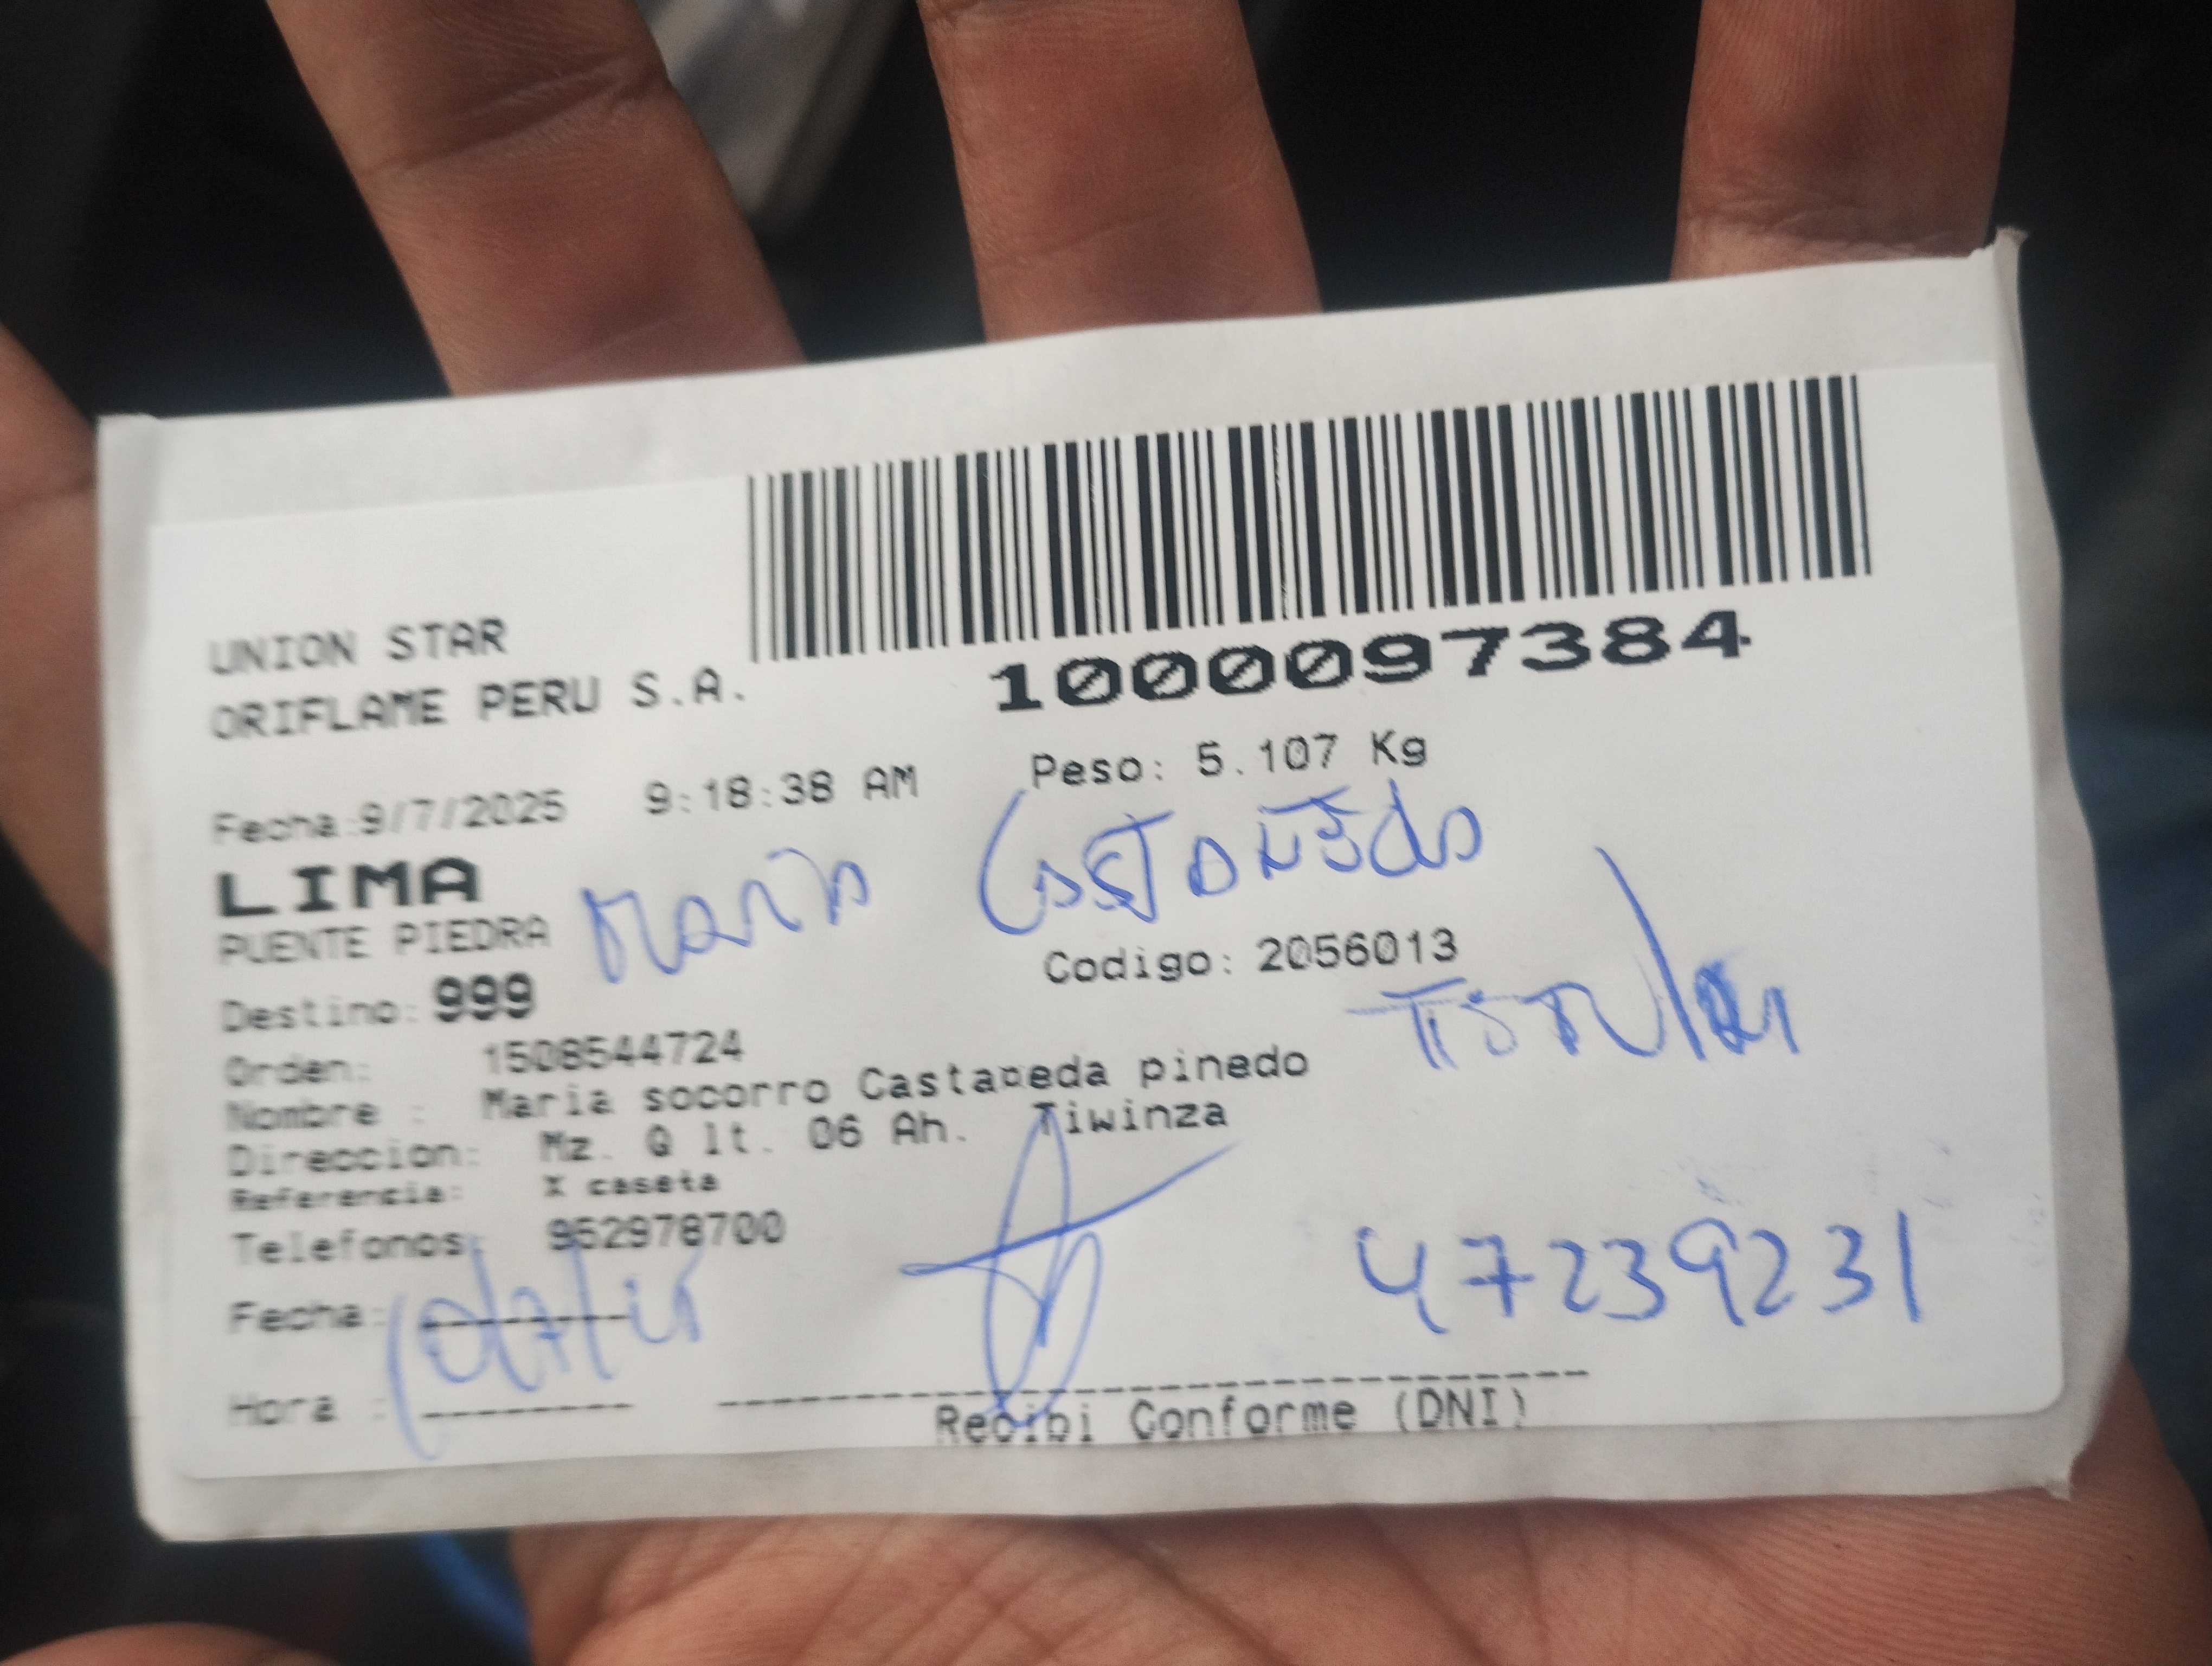 UNION STAR
ORIFLAME PERU S.A.
1000097384
Fecha:9/7/2025 9:18:38 AM Peso: 5.107 Kg
LIMA
Maria Castañeda
PUENTE PIEDRA
Codigo: 2056013
Destino: 999
Titular
Orden: 1508544724
Nombre : Maria socorro Castaneda pinedo
Direccion: Mz. Q lt. 06 Ah. Tiwinza
Referencia: X caseta
Telefonos: 952978700
47239231
Fecha:
Hora :
Recibi Conforme (DNI)